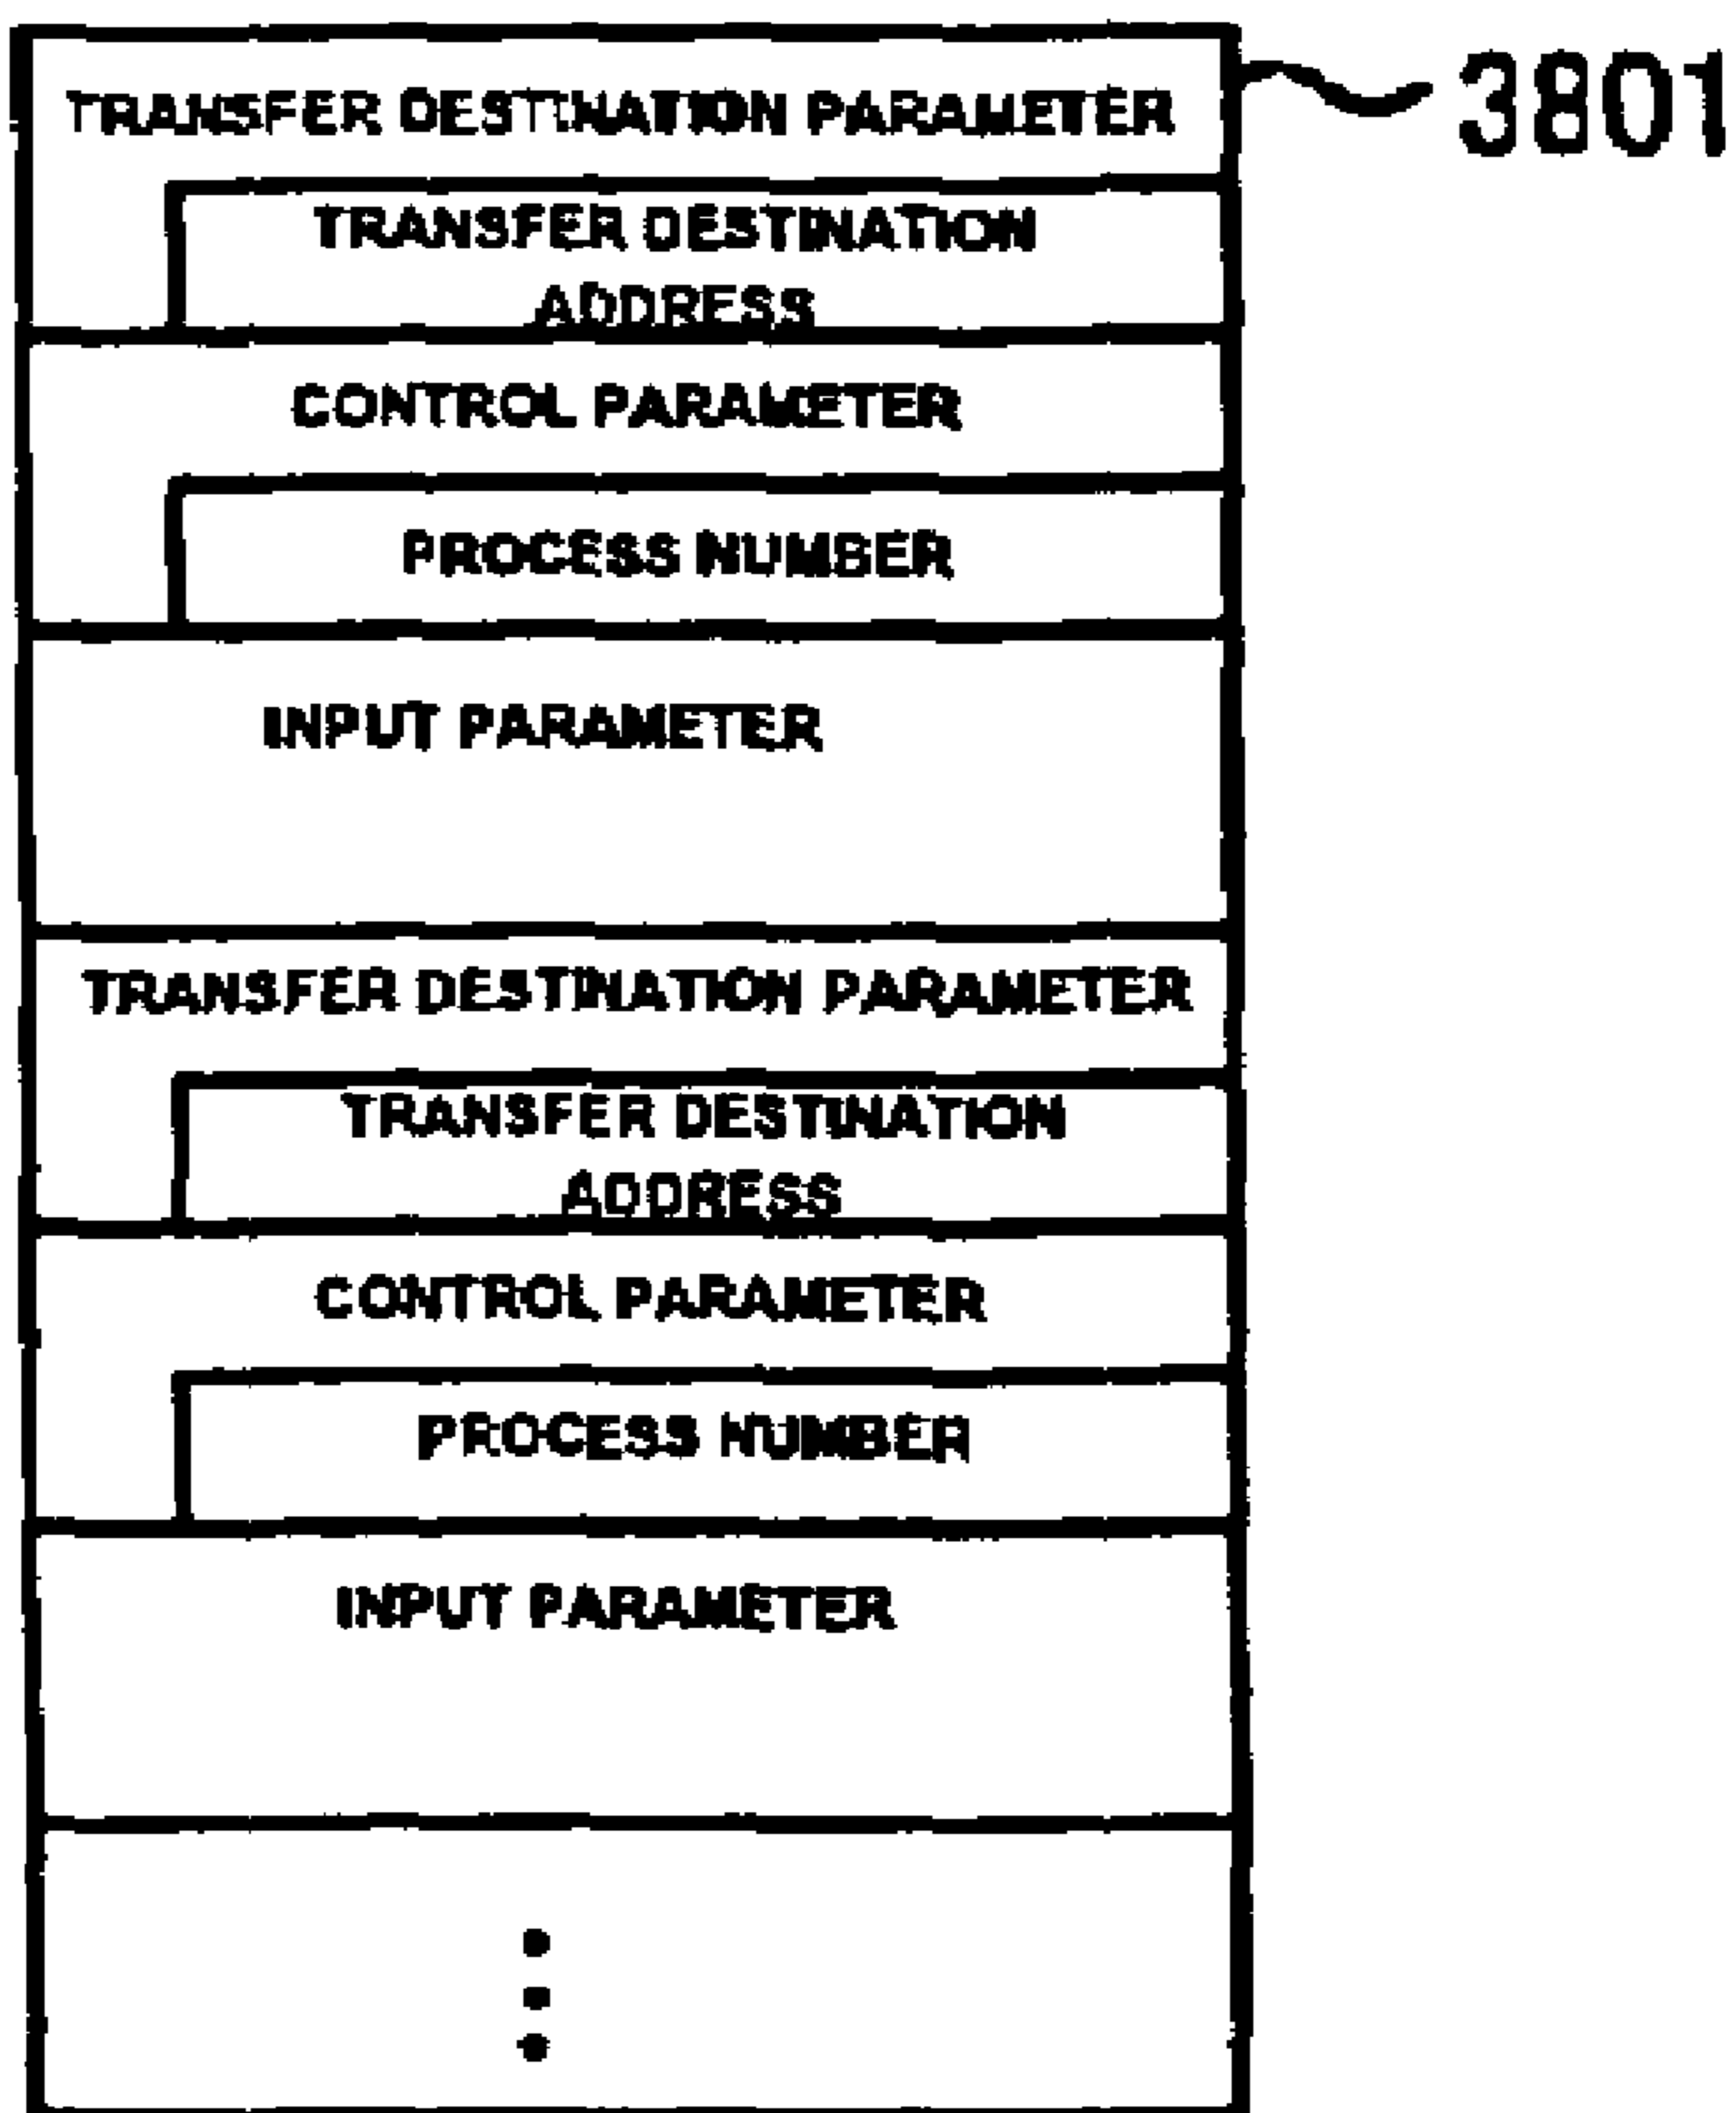 TRANSFER DESTINATION PARAMETER
3801
TRANSFER DESTINATION
ADDRESS
CONTROL PARAMETER
PROCESS NUMBER
INPUT PARAMETER
TRANSFER DESTINATION PARAMETER
TRANSFER DESTINATION
ADDRESS
CONTROL PARAMETER
PROCESS NUMBER
INPUT PARAMETER